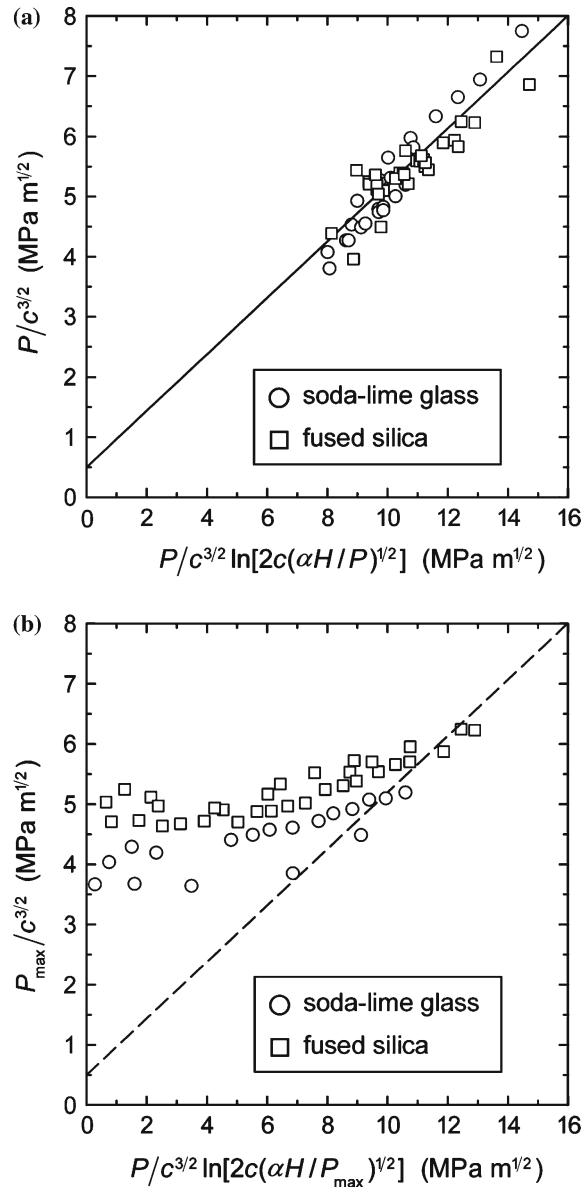 (a)
8
7
6
5
4
3
2
1
0
P/c^{3/2} (MPa m^{1/2})
soda-lime glass
fused silica
0 2 4 6 8 10 12 14 16
P/c^{3/2} ln[2c(αH/P)^{1/2}] (MPa m^{1/2})
(b)
8
7
6
5
4
3
2
1
0
P_{max}/c^{3/2} (MPa m^{1/2})
soda-lime glass
fused silica
0 2 4 6 8 10 12 14 16
P/c^{3/2} ln[2c(αH/P_{max})^{1/2}] (MPa m^{1/2})